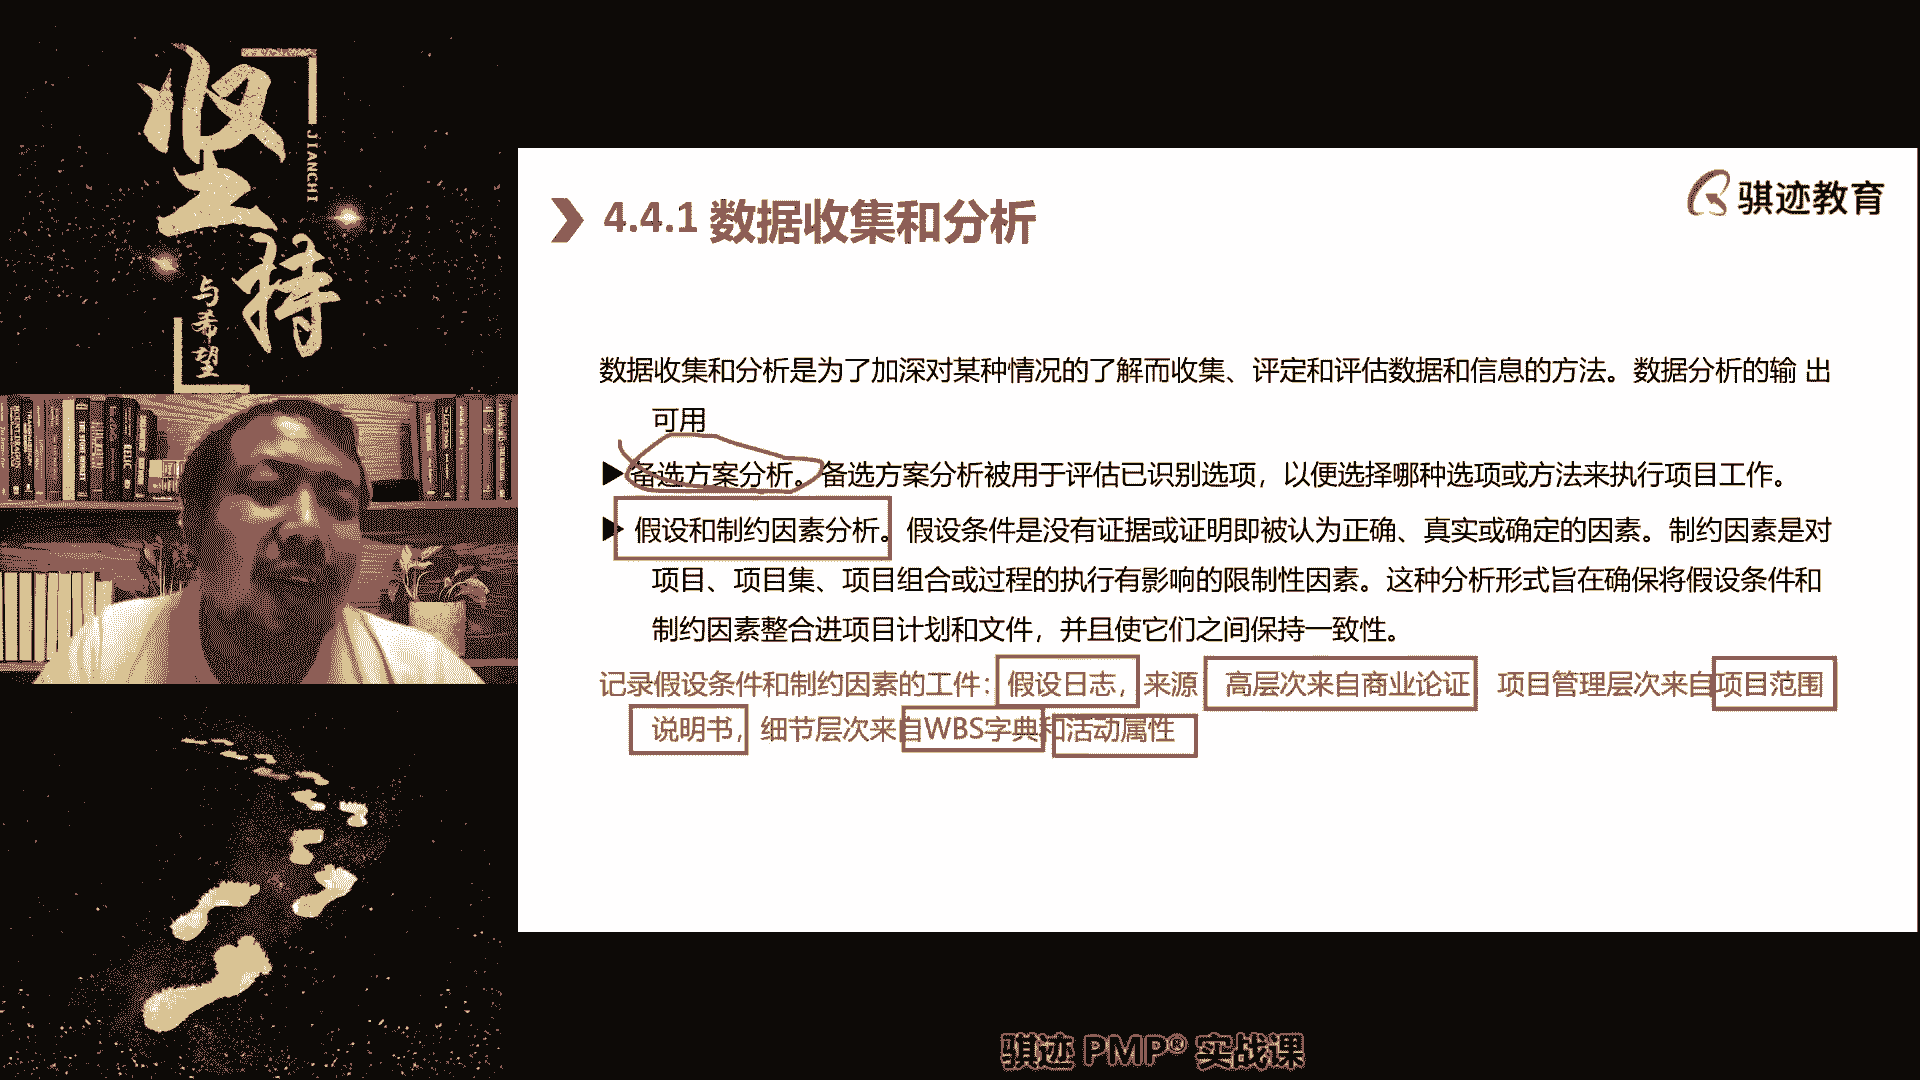 坚持
JIANCHI
与希望
骐迹教育
4.4.1 数据收集和分析
数据收集和分析是为了加深对某种情况的了解而收集、评定和评估数据和信息的方法。数据分析的输 出
可用
▶备选方案分析。备选方案分析被用于评估已识别选项，以便选择哪种选项或方法来执行项目工作。
▶ 假设和制约因素分析。假设条件是没有证据或证明即被认为正确、真实或确定的因素。制约因素是对
项目、项目集、项目组合或过程的执行有影响的限制性因素。这种分析形式旨在确保将假设条件和
制约因素整合进项目计划和文件，并且使它们之间保持一致性。
记录假设条件和制约因素的工件：假设日志，来源 高层次来自商业论证 项目管理层次来自项目范围
说明书，细节层次来自WBS字典和活动属性
骐迹 PMP® 实战课